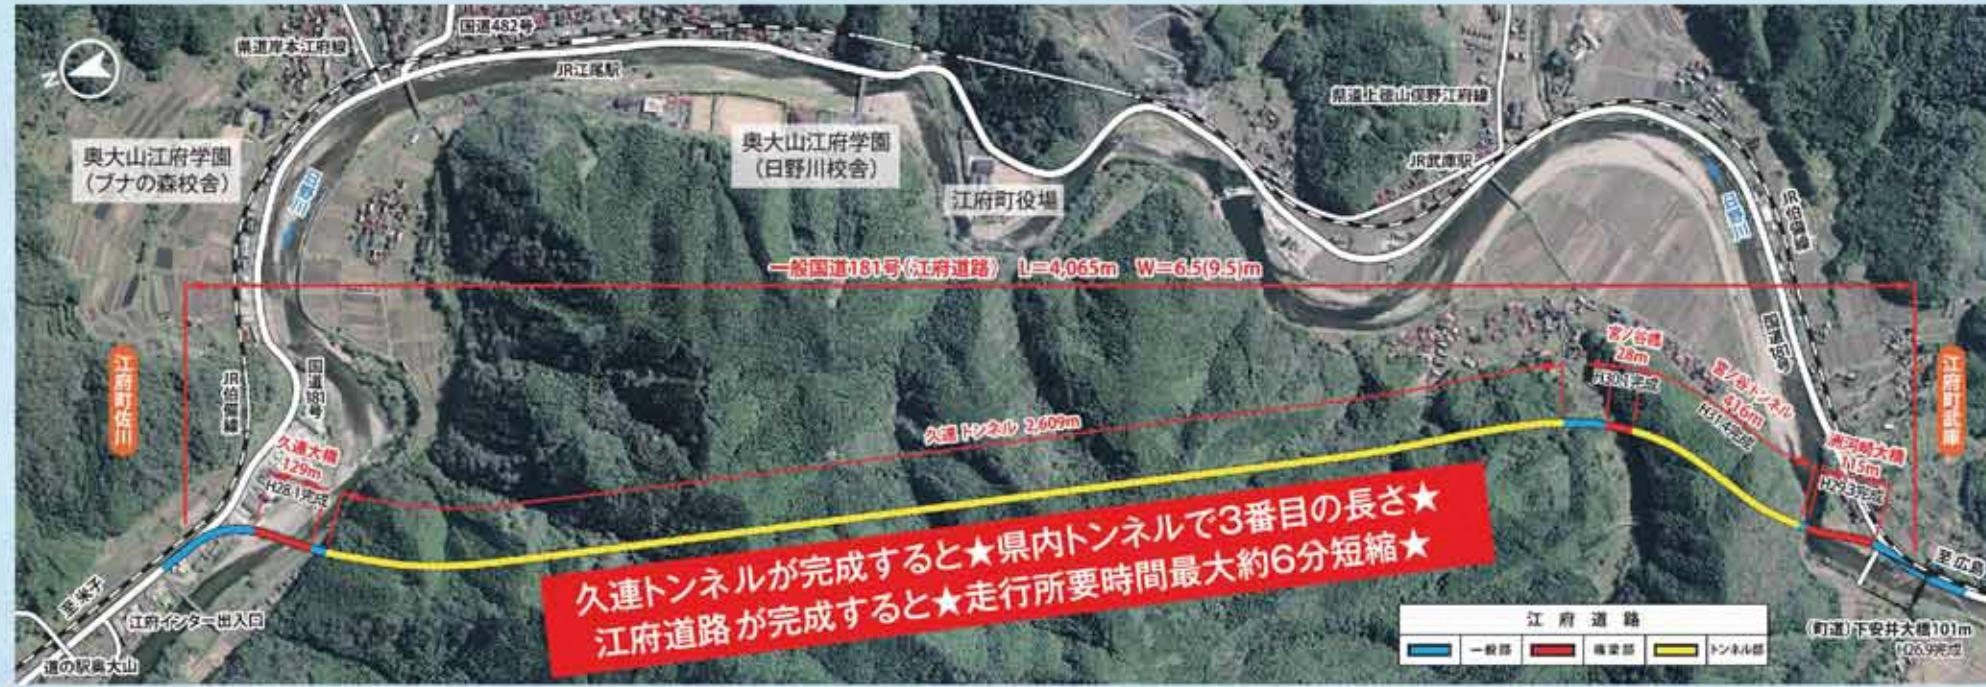 国道482号
県道岸本江府線
JR江尾駅
N
奥大山江府学園
(ブナの森校舎)
日野川
奥大山江府学園
(日野川校舎)
江府町役場
県道上徳山俣野江府線
JR武庫駅
日野川
JR伯備線
国道181号
一般国道181号(江府道路) L=4,065m W=6.5(9.5)m
江府町佐川
JR伯備線
国道181号
久連大橋
129m
H28.1完成
久連トンネル 2,609m
宮ノ谷橋
28m
H30.1完成
宮ノ谷トンネル
416m
H31.4完成
洲河崎大橋
115m
H29.3完成
江府町武庫
久連トンネルが完成すると★県内トンネルで3番目の長さ★
江府道路が完成すると★走行所要時間最大約6分短縮★
至米子
江府インター出入口
道の駅奥大山
至広島
(町道)下安井大橋101m
H26.9完成
江府道路
一般部
橋梁部
トンネル部